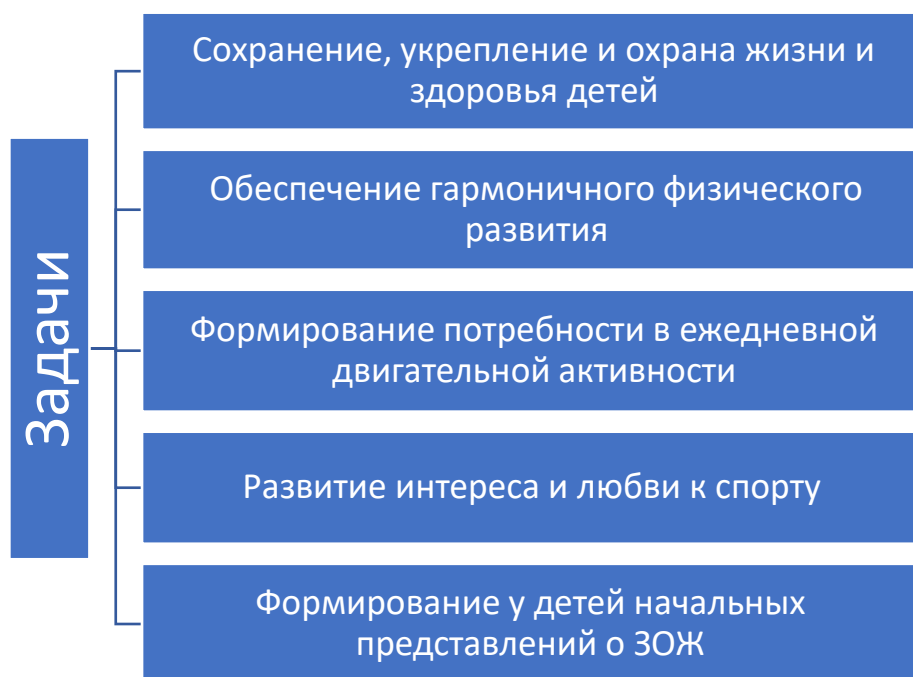 Задачи
Сохранение, укрепление и охрана жизни и
здоровья детей
Обеспечение гармоничного физического
развития
Формирование потребности в ежедневной
двигательной активности
Развитие интереса и любви к спорту
Формирование у детей начальных
представлений о ЗОЖ